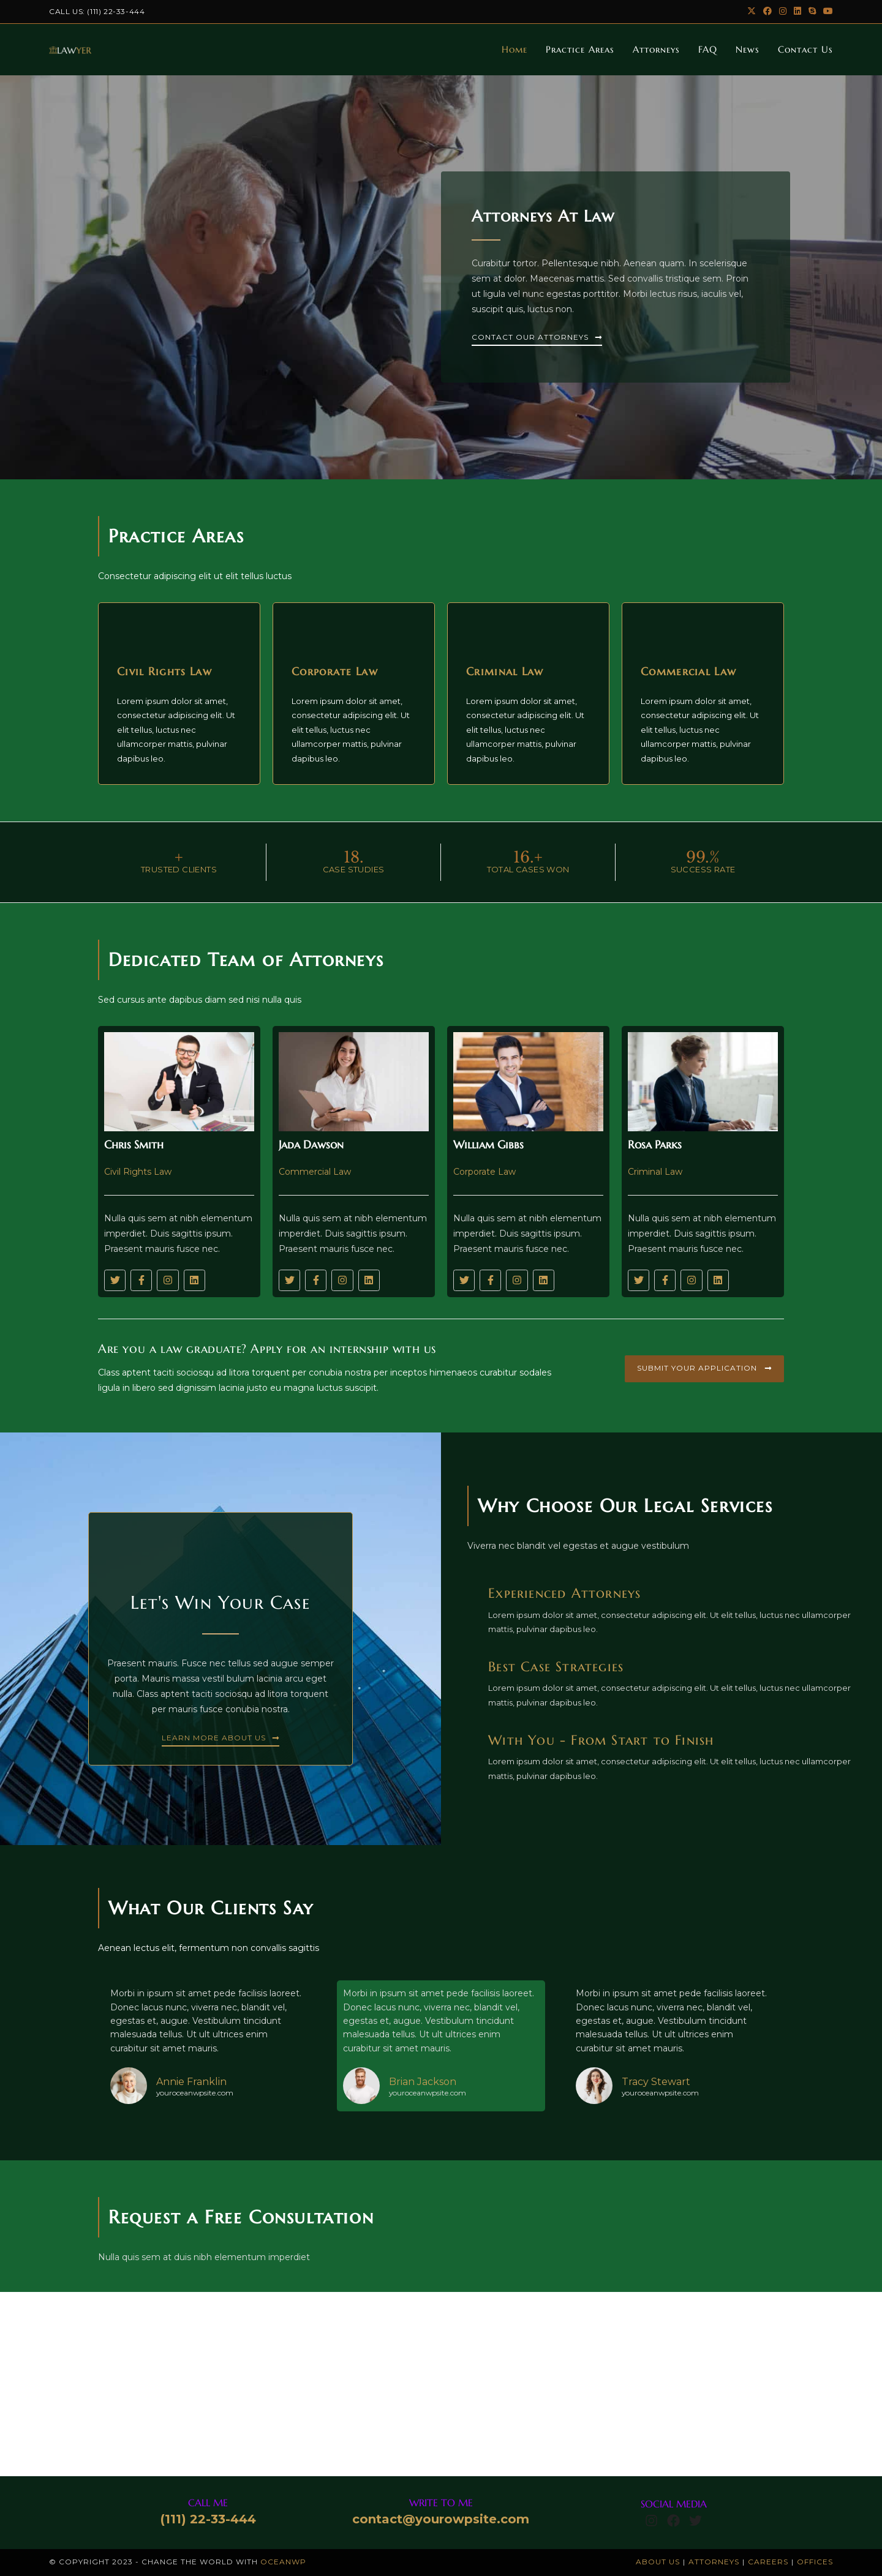 CALL US: (111) 22-33-444
LAWYER
Home Practice Areas Attorneys FAQ News Contact Us
Attorneys At Law
Curabitur tortor. Pellentesque nibh. Aenean quam. In scelerisque
sem at dolor. Maecenas mattis. Sed convallis tristique sem. Proin
ut ligula vel nunc egestas porttitor. Morbi lectus risus, iaculis vel,
suscipit quis, luctus non.
CONTACT OUR ATTORNEYS
Practice Areas
Consectetur adipiscing elit ut elit tellus luctus
Civil Rights Law
Lorem ipsum dolor sit amet,
consectetur adipiscing elit. Ut
elit tellus, luctus nec
ullamcorper mattis, pulvinar
dapibus leo.
Corporate Law
Lorem ipsum dolor sit amet,
consectetur adipiscing elit. Ut
elit tellus, luctus nec
ullamcorper mattis, pulvinar
dapibus leo.
Criminal Law
Lorem ipsum dolor sit amet,
consectetur adipiscing elit. Ut
elit tellus, luctus nec
ullamcorper mattis, pulvinar
dapibus leo.
Commercial Law
Lorem ipsum dolor sit amet,
consectetur adipiscing elit. Ut
elit tellus, luctus nec
ullamcorper mattis, pulvinar
dapibus leo.
+
TRUSTED CLIENTS
18.
CASE STUDIES
16.+
TOTAL CASES WON
99.%
SUCCESS RATE
Dedicated Team of Attorneys
Sed cursus ante dapibus diam sed nisi nulla quis
Chris Smith
Civil Rights Law
Nulla quis sem at nibh elementum
imperdiet. Duis sagittis ipsum.
Praesent mauris fusce nec.
Jada Dawson
Commercial Law
Nulla quis sem at nibh elementum
imperdiet. Duis sagittis ipsum.
Praesent mauris fusce nec.
William Gibbs
Corporate Law
Nulla quis sem at nibh elementum
imperdiet. Duis sagittis ipsum.
Praesent mauris fusce nec.
Rosa Parks
Criminal Law
Nulla quis sem at nibh elementum
imperdiet. Duis sagittis ipsum.
Praesent mauris fusce nec.
Are you a law graduate? Apply for an internship with us
Class aptent taciti sociosqu ad litora torquent per conubia nostra per inceptos himenaeos curabitur sodales
ligula in libero sed dignissim lacinia justo eu magna luctus suscipit.
SUBMIT YOUR APPLICATION
Let's Win Your Case
Praesent mauris. Fusce nec tellus sed augue semper
porta. Mauris massa vestil bulum lacinia arcu eget
nulla. Class aptent taciti sociosqu ad litora torquent
per mauris fusce conubia nostra.
LEARN MORE ABOUT US
Why Choose Our Legal Services
Viverra nec blandit vel egestas et augue vestibulum
Experienced Attorneys
Lorem ipsum dolor sit amet, consectetur adipiscing elit. Ut elit tellus, luctus nec ullamcorper
mattis, pulvinar dapibus leo.
Best Case Strategies
Lorem ipsum dolor sit amet, consectetur adipiscing elit. Ut elit tellus, luctus nec ullamcorper
mattis, pulvinar dapibus leo.
With You - From Start to Finish
Lorem ipsum dolor sit amet, consectetur adipiscing elit. Ut elit tellus, luctus nec ullamcorper
mattis, pulvinar dapibus leo.
What Our Clients Say
Aenean lectus elit, fermentum non convallis sagittis
Morbi in ipsum sit amet pede facilisis laoreet.
Donec lacus nunc, viverra nec, blandit vel,
egestas et, augue. Vestibulum tincidunt
malesuada tellus. Ut ult ultrices enim
curabitur sit amet mauris.
Annie Franklin
youroceanwpsite.com
Morbi in ipsum sit amet pede facilisis laoreet.
Donec lacus nunc, viverra nec, blandit vel,
egestas et, augue. Vestibulum tincidunt
malesuada tellus. Ut ult ultrices enim
curabitur sit amet mauris.
Brian Jackson
youroceanwpsite.com
Morbi in ipsum sit amet pede facilisis laoreet.
Donec lacus nunc, viverra nec, blandit vel,
egestas et, augue. Vestibulum tincidunt
malesuada tellus. Ut ult ultrices enim
curabitur sit amet mauris.
Tracy Stewart
youroceanwpsite.com
Request a Free Consultation
Nulla quis sem at duis nibh elementum imperdiet
CALL ME
(111) 22-33-444
WRITE TO ME
contact@yourowpsite.com
SOCIAL MEDIA
© COPYRIGHT 2023 - CHANGE THE WORLD WITH OCEANWP
ABOUT US | ATTORNEYS | CAREERS | OFFICES